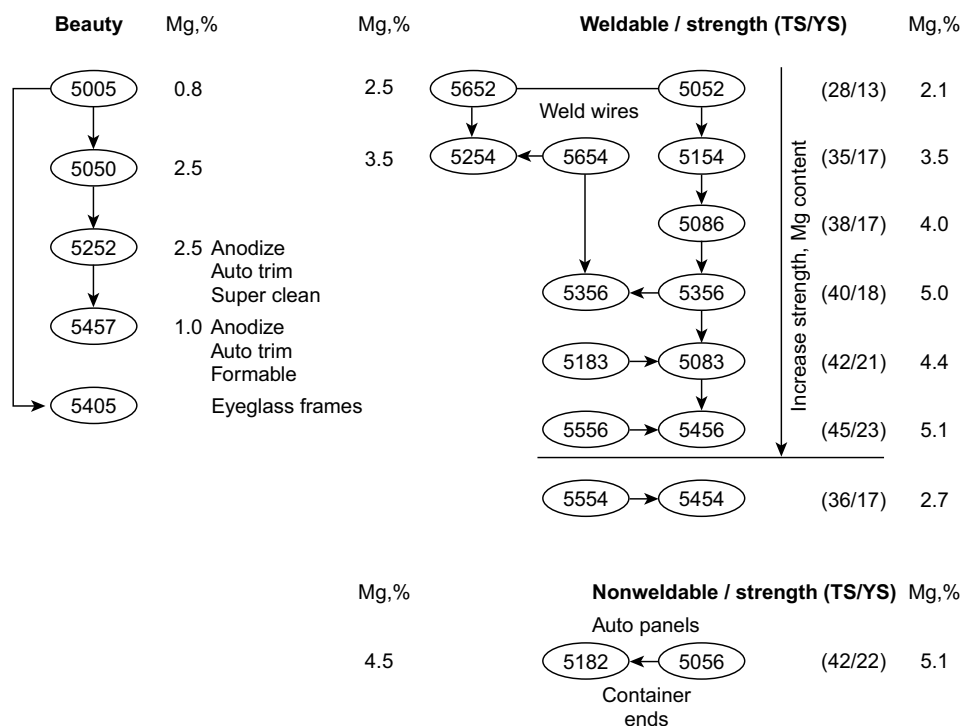 Beauty Mg,% Mg,% Weldable / strength (TS/YS) Mg,%
5005 0.8 2.5 5652 5052 (28/13) 2.1
Weld wires
5050 2.5 3.5 5254 5654 5154 (35/17) 3.5
5086 (38/17) 4.0
5252 2.5 Anodize
Auto trim
Super clean
5356 5356 (40/18) 5.0
5457 1.0 Anodize
Auto trim
Formable
5183 5083 (42/21) 4.4
5405 Eyeglass frames
5556 5456 (45/23) 5.1
Increase strength, Mg content
5554 5454 (36/17) 2.7
Mg,% Nonweldable / strength (TS/YS) Mg,%
Auto panels
4.5 5182 5056 (42/22) 5.1
Container
ends